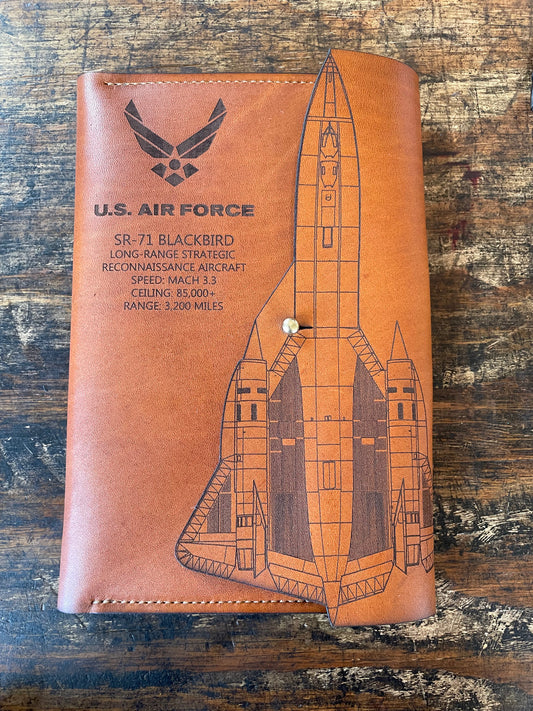 U.S. AIR FORCE
SR-71 BLACKBIRD
LONG-RANGE STRATEGIC
RECONNAISSANCE AIRCRAFT
SPEED: MACH 3.3
CEILING: 85,000+
RANGE: 3,200 MILES